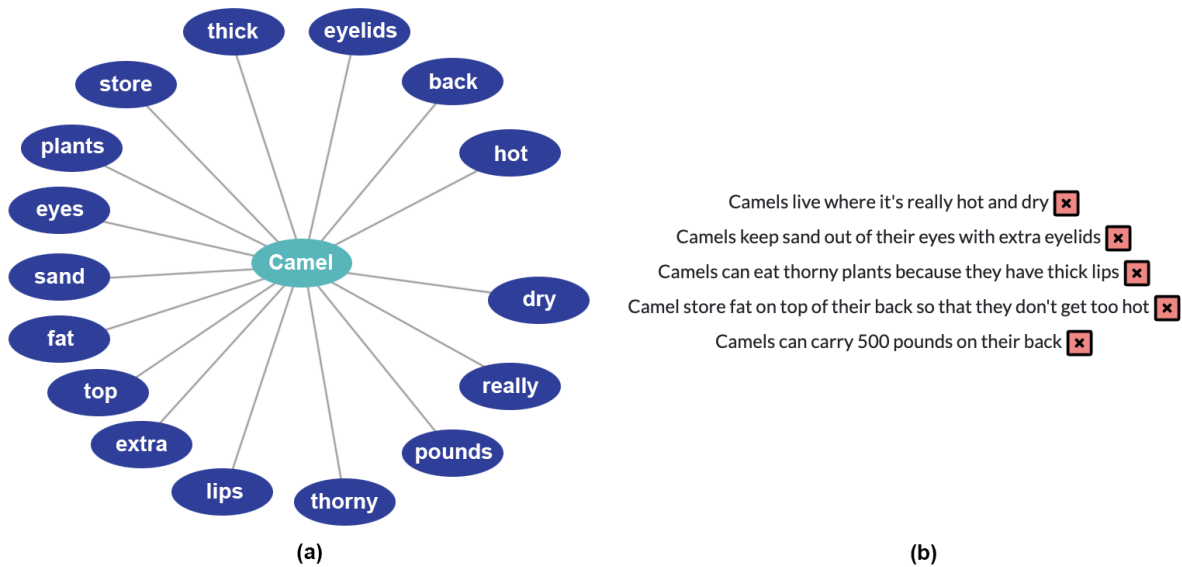 thick
eyelids
store
back
plants
hot
eyes
Camel
sand
dry
fat
top
really
extra
pounds
lips
thorny
(a)
Camels live where it's really hot and dry
Camels keep sand out of their eyes with extra eyelids
Camels can eat thorny plants because they have thick lips
Camel store fat on top of their back so that they don't get too hot
Camels can carry 500 pounds on their back
(b)